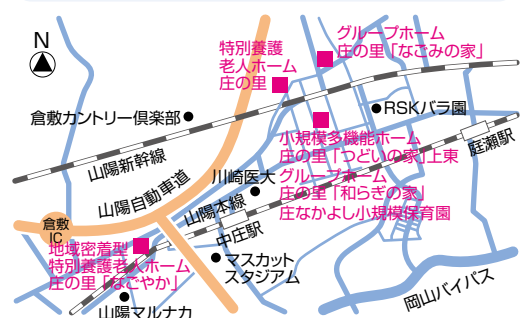 N
特別養護
老人ホーム
庄の里
グループホーム
庄の里「なごみの家」
倉敷カントリー倶楽部
RSKバラ園
山陽新幹線
小規模多機能ホーム
庄の里「つどいの家」上東
グループホーム
庄の里「和らぎの家」
庄なかよし小規模保育園
庭瀬駅
川崎医大
山陽自動車道
山陽本線
中庄駅
倉敷
IC
地域密着型
特別養護老人ホーム
庄の里「なごやか」
マスカット
スタジアム
岡山バイパス
山陽マルナカ